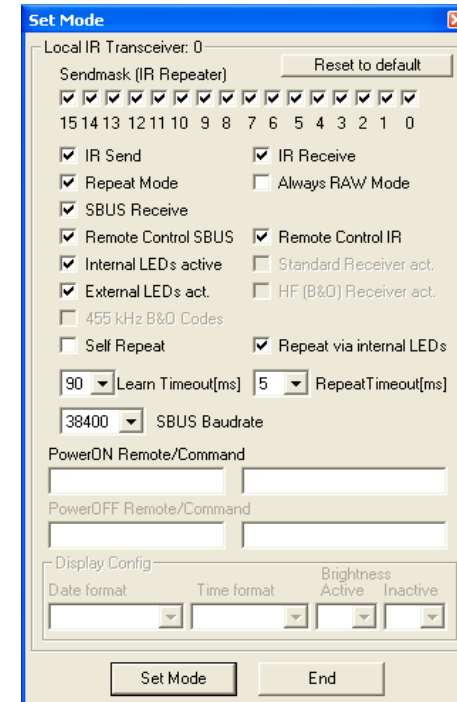 Set Mode
Local IR Transceiver: 0
Sendmask (IR Repeater) Reset to default
15 14 13 12 11 10 9 8 7 6 5 4 3 2 1 0
IR Send IR Receive
Repeat Mode Always RAW Mode
SBUS Receive
Remote Control SBUS Remote Control IR
Internal LEDs active Standard Receiver act.
External LEDs act. HF (B&O) Receiver act.
455 kHz B&O Codes
Self Repeat Repeat via internal LEDs
90 Learn Timeout[ms] 5 RepeatTimeout[ms]
38400 SBUS Baudrate
PowerON Remote/Command
PowerOFF Remote/Command
Display Config
Brightness
Date format Time format Active Inactive
Set Mode End